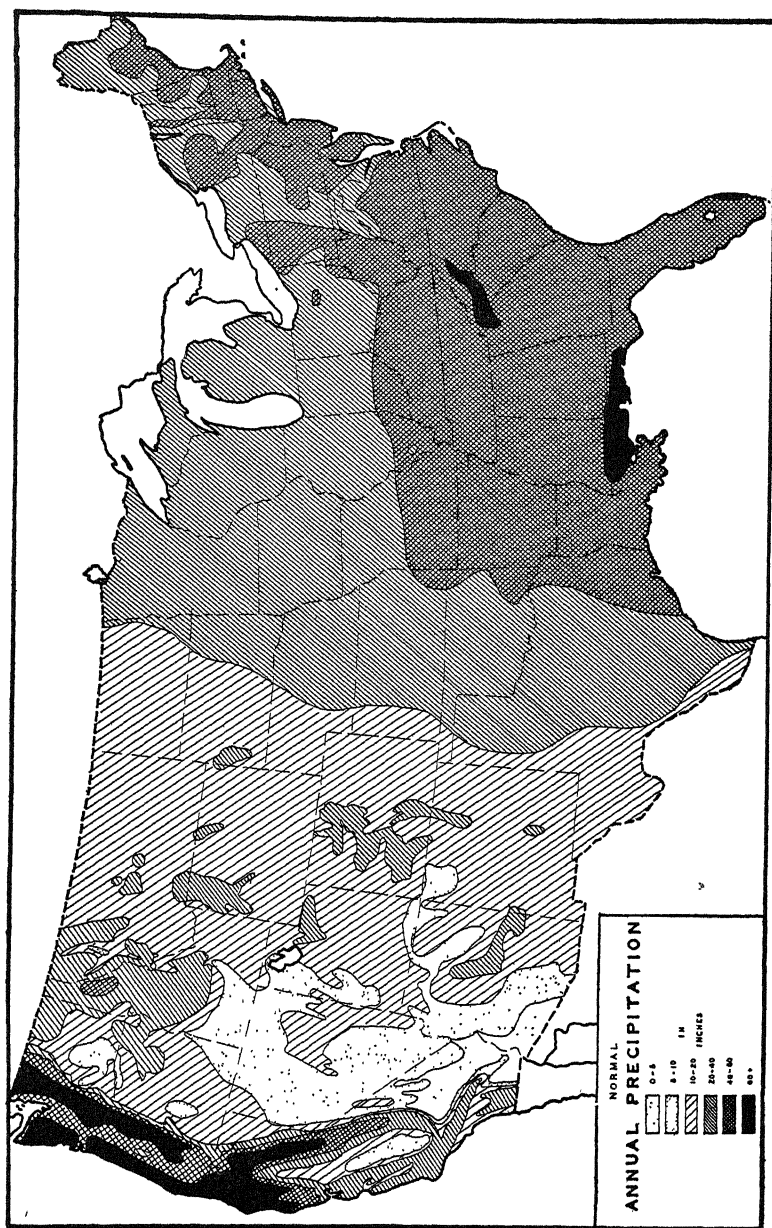 NORMAL
ANNUAL PRECIPITATION
IN
INCHES
0-5
5-10
10-20
20-40
40-60
60+